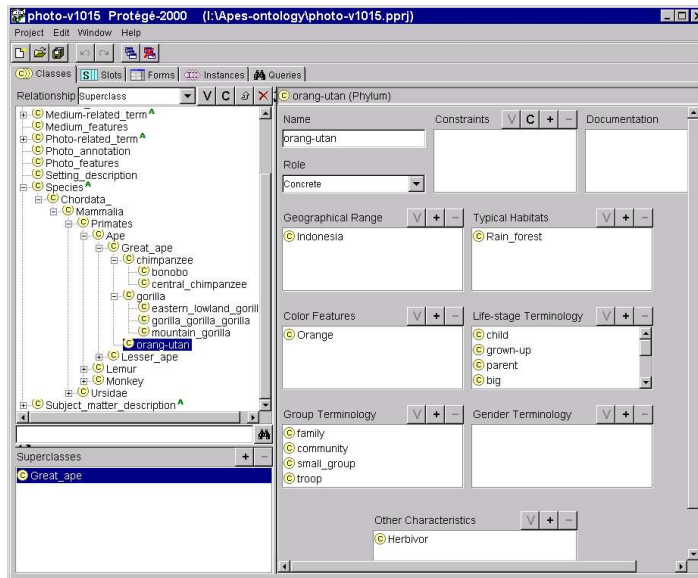 photo-v1015 Protégé-2000 (I:\Apes-ontology\photo-v1015.pprj)
Project Edit Window Help
Classes Slots Forms Instances Queries
Relationship Superclass V C
Medium-related_term A
Medium_features
Photo-related_term A
Photo_annotation
Photo_features
Setting_description
Species A
Chordata_
Mammalia
Primates
Ape
Great_ape
chimpanzee
bonobo
central_chimpanzee
gorilla
eastern_lowland_gorill
gorilla_gorilla_gorilla
mountain_gorilla
orang-utan
Lesser_ape
Lemur
Monkey
Ursidae
Subject_matter_description A
Superclasses + -
Great_ape
orang-utan (Phylum)
Name Constraints V C + - Documentation
orang-utan
Role
Concrete
Geographical Range V + - Typical Habitats V + -
Indonesia Rain_forest
Color Features V + - Life-stage Terminology V + -
Orange child
grown-up
parent
big
Group Terminology V + - Gender Terminology V + -
family
community
small_group
troop
Other Characteristics V + -
Herbivor